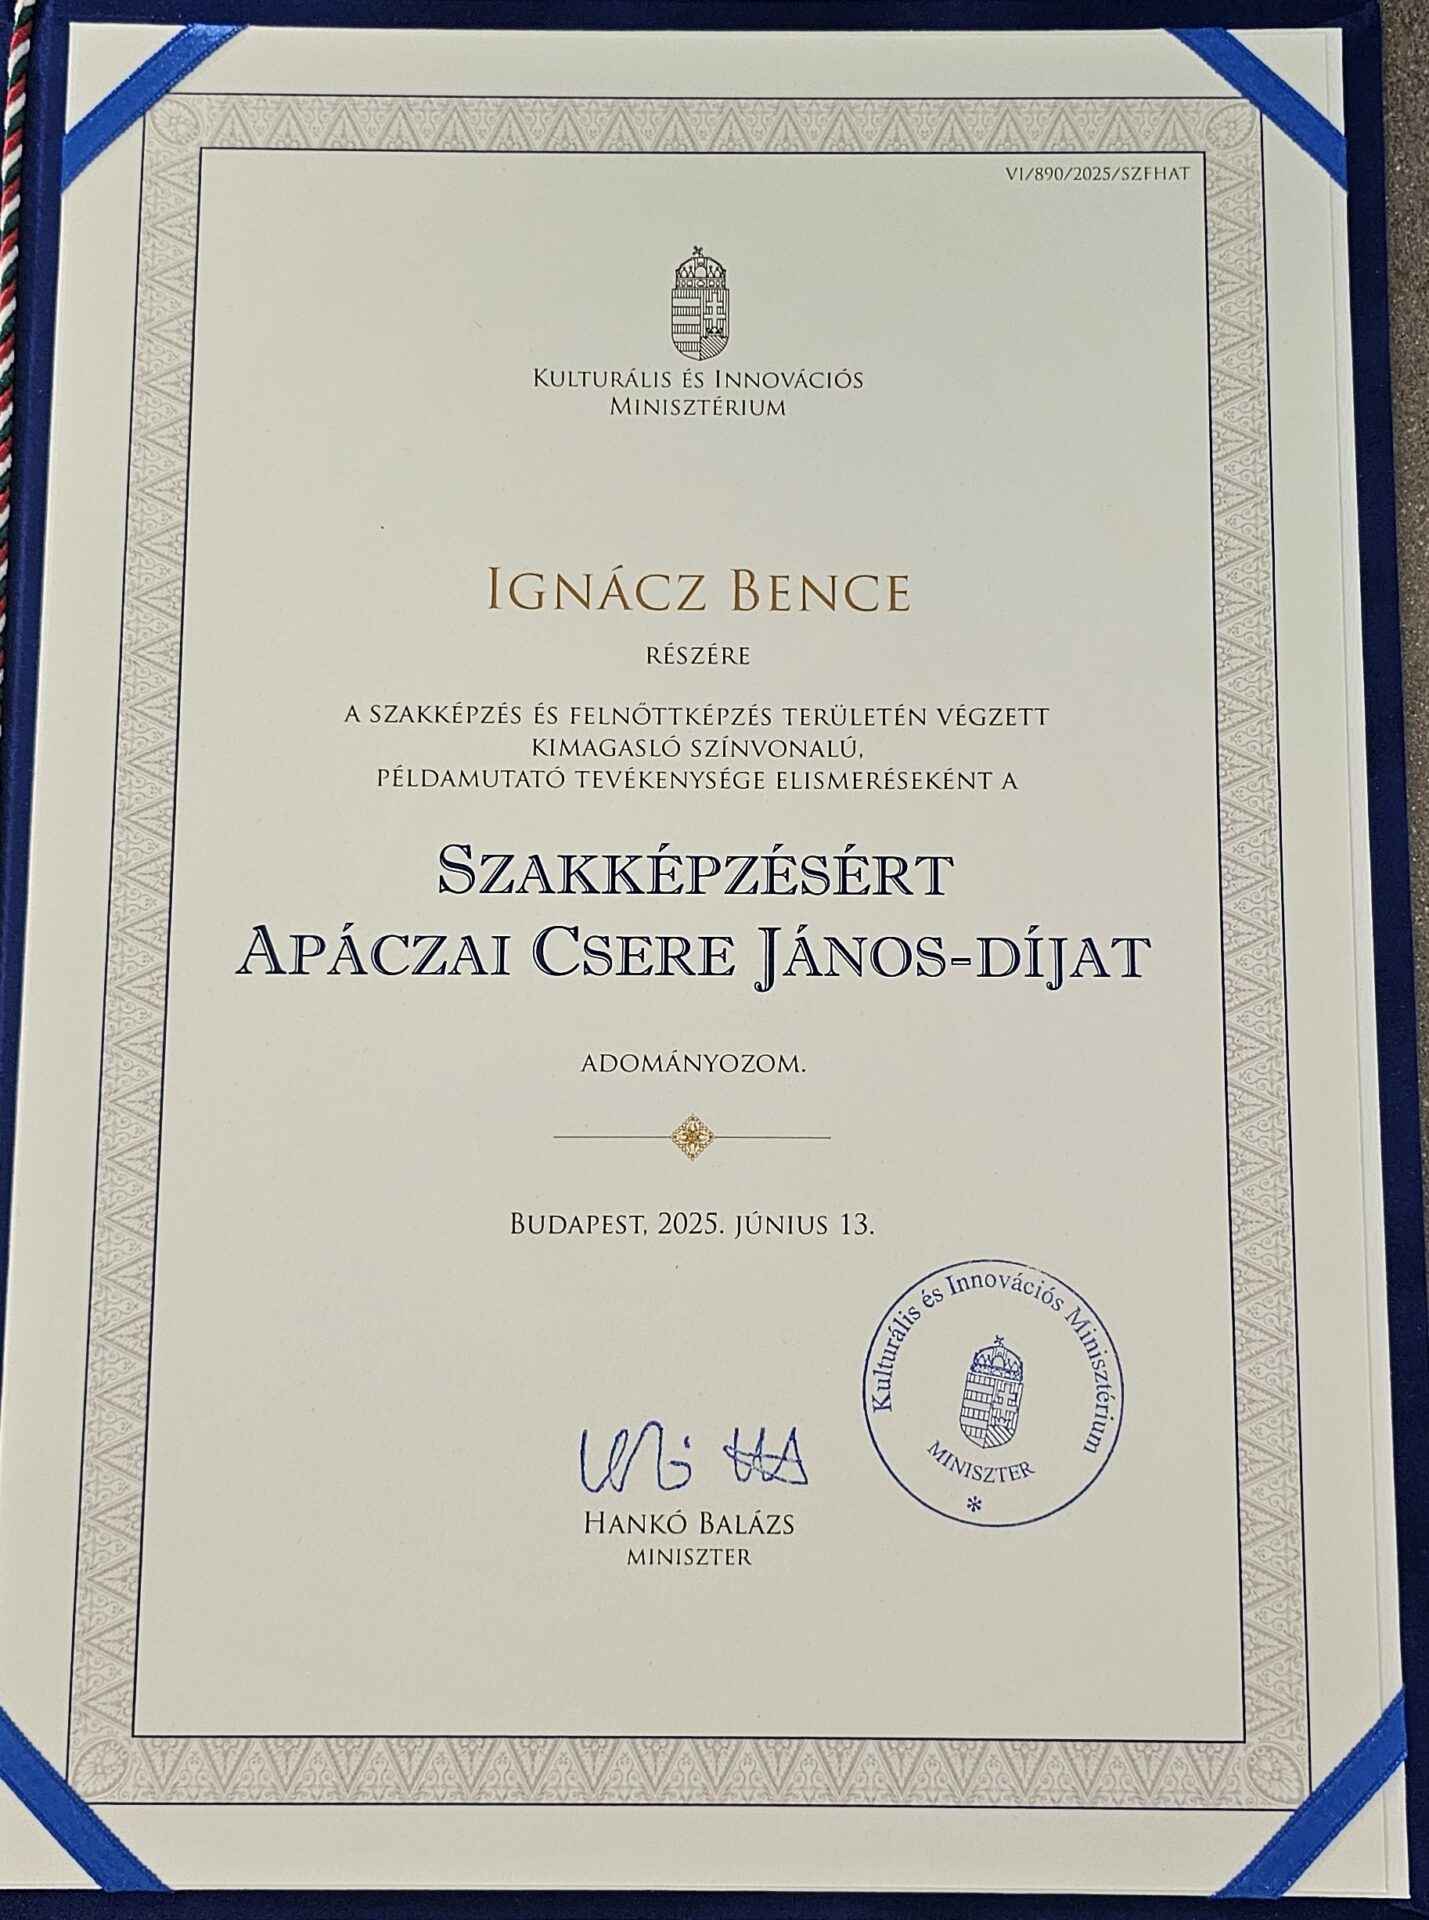 VI/890/2025/SZFHAT
KULTURÁLIS ÉS INNOVÁCIÓS
MINISZTÉRIUM
IGNÁCZ BENCE
RÉSZÉRE
A SZAKKÉPZÉS ÉS FELNŐTTKÉPZÉS TERÜLETÉN VÉGZETT
KIMAGASLÓ SZÍNVONALÚ,
PÉLDAMUTATÓ TEVÉKENYSÉGE ELISMERÉSEKÉNT A
SZAKKÉPZÉSÉRT
APÁCZAI CSERE JÁNOS-DÍJAT
ADOMÁNYOZOM.
BUDAPEST, 2025. JÚNIUS 13.
Kulturális és Innovációs Minisztérium
MINISZTER
*
HANKÓ BALÁZS
MINISZTER